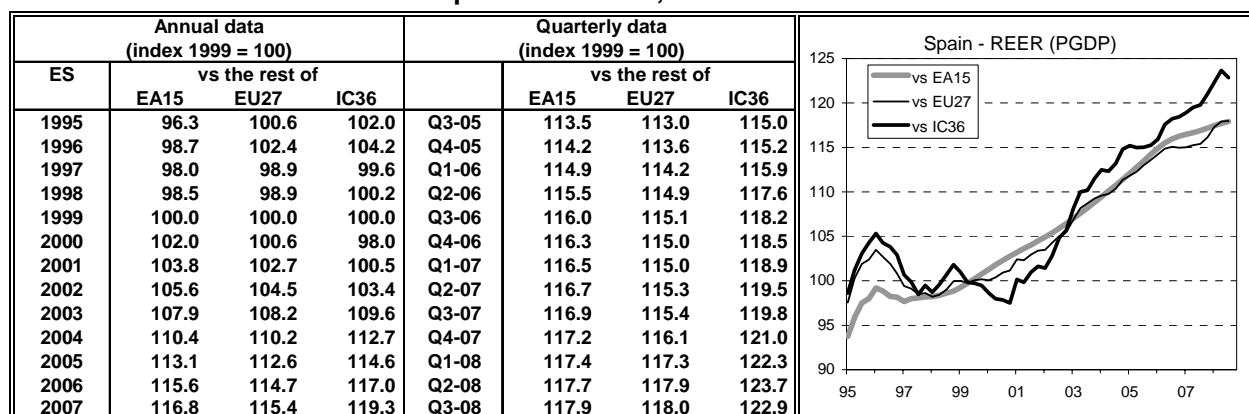 Annual data Quarterly data
(index 1999 = 100) (index 1999 = 100)
ES vs the rest of vs the rest of
EA15 EU27 IC36 EA15 EU27 IC36
1995 96.3 100.6 102.0 Q3-05 113.5 113.0 115.0
1996 98.7 102.4 104.2 Q4-05 114.2 113.6 115.2
1997 98.0 98.9 99.6 Q1-06 114.9 114.2 115.9
1998 98.5 98.9 100.2 Q2-06 115.5 114.9 117.6
1999 100.0 100.0 100.0 Q3-06 116.0 115.1 118.2
2000 102.0 100.6 98.0 Q4-06 116.3 115.0 118.5
2001 103.8 102.7 100.5 Q1-07 116.5 115.0 118.9
2002 105.6 104.5 103.4 Q2-07 116.7 115.3 119.5
2003 107.9 108.2 109.6 Q3-07 116.9 115.4 119.8
2004 110.4 110.2 112.7 Q4-07 117.2 116.1 121.0
2005 113.1 112.6 114.6 Q1-08 117.4 117.3 122.3
2006 115.6 114.7 117.0 Q2-08 117.7 117.9 123.7
2007 116.8 115.4 119.3 Q3-08 117.9 118.0 122.9
Spain - REER (PGDP)
vs EA15
vs EU27
vs IC36
125
120
115
110
105
100
95
90
95 97 99 01 03 05 07